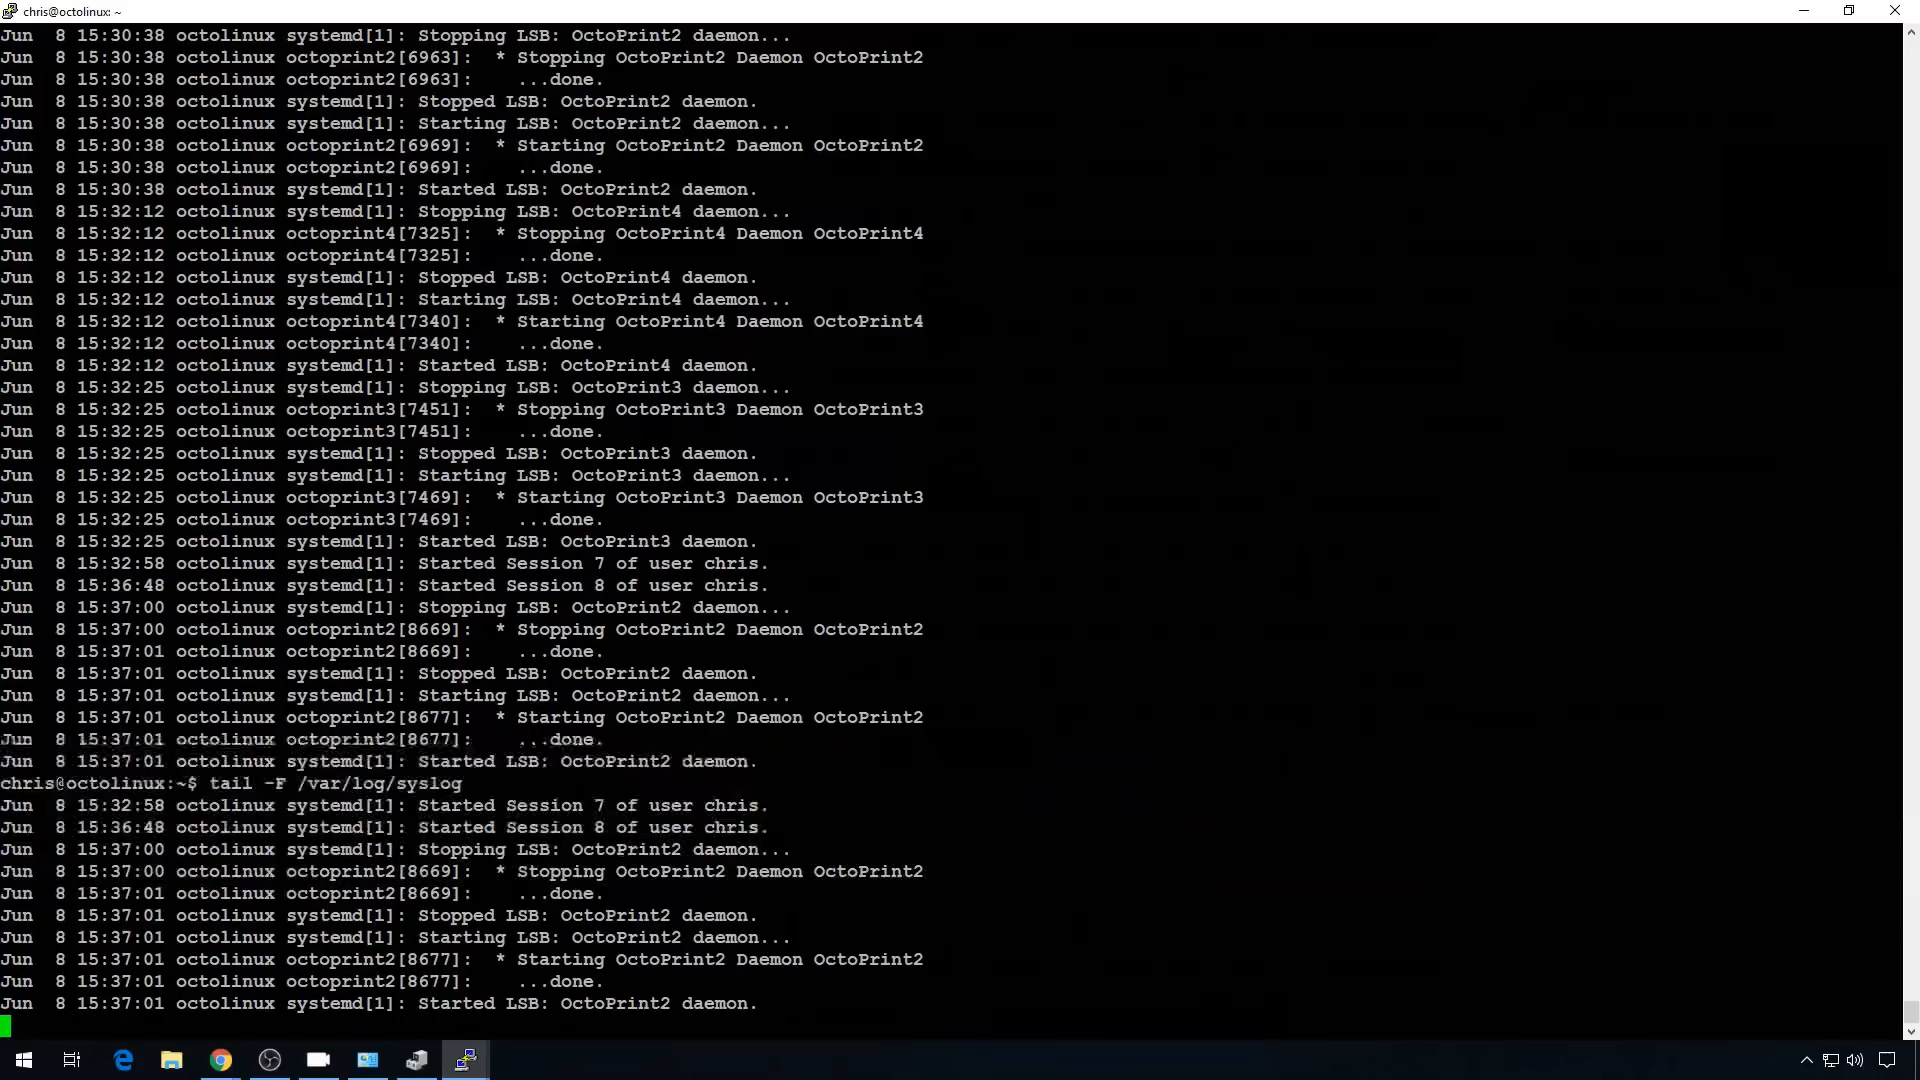 chris@octolinux: ~
Jun  8 15:30:38 octolinux systemd[1]: Stopping LSB: OctoPrint2 daemon...
Jun  8 15:30:38 octolinux octoprint2[6963]:  * Stopping OctoPrint2 Daemon OctoPrint2
Jun  8 15:30:38 octolinux octoprint2[6963]:    ...done.
Jun  8 15:30:38 octolinux systemd[1]: Stopped LSB: OctoPrint2 daemon.
Jun  8 15:30:38 octolinux systemd[1]: Starting LSB: OctoPrint2 daemon...
Jun  8 15:30:38 octolinux octoprint2[6969]:  * Starting OctoPrint2 Daemon OctoPrint2
Jun  8 15:30:38 octolinux octoprint2[6969]:    ...done.
Jun  8 15:30:38 octolinux systemd[1]: Started LSB: OctoPrint2 daemon.
Jun  8 15:32:12 octolinux systemd[1]: Stopping LSB: OctoPrint4 daemon...
Jun  8 15:32:12 octolinux octoprint4[7325]:  * Stopping OctoPrint4 Daemon OctoPrint4
Jun  8 15:32:12 octolinux octoprint4[7325]:    ...done.
Jun  8 15:32:12 octolinux systemd[1]: Stopped LSB: OctoPrint4 daemon.
Jun  8 15:32:12 octolinux systemd[1]: Starting LSB: OctoPrint4 daemon...
Jun  8 15:32:12 octolinux octoprint4[7340]:  * Starting OctoPrint4 Daemon OctoPrint4
Jun  8 15:32:12 octolinux octoprint4[7340]:    ...done.
Jun  8 15:32:12 octolinux systemd[1]: Started LSB: OctoPrint4 daemon.
Jun  8 15:32:25 octolinux systemd[1]: Stopping LSB: OctoPrint3 daemon...
Jun  8 15:32:25 octolinux octoprint3[7451]:  * Stopping OctoPrint3 Daemon OctoPrint3
Jun  8 15:32:25 octolinux octoprint3[7451]:    ...done.
Jun  8 15:32:25 octolinux systemd[1]: Stopped LSB: OctoPrint3 daemon.
Jun  8 15:32:25 octolinux systemd[1]: Starting LSB: OctoPrint3 daemon...
Jun  8 15:32:25 octolinux octoprint3[7469]:  * Starting OctoPrint3 Daemon OctoPrint3
Jun  8 15:32:25 octolinux octoprint3[7469]:    ...done.
Jun  8 15:32:25 octolinux systemd[1]: Started LSB: OctoPrint3 daemon.
Jun  8 15:32:58 octolinux systemd[1]: Started Session 7 of user chris.
Jun  8 15:36:48 octolinux systemd[1]: Started Session 8 of user chris.
Jun  8 15:37:00 octolinux systemd[1]: Stopping LSB: OctoPrint2 daemon...
Jun  8 15:37:00 octolinux octoprint2[8669]:  * Stopping OctoPrint2 Daemon OctoPrint2
Jun  8 15:37:01 octolinux octoprint2[8669]:    ...done.
Jun  8 15:37:01 octolinux systemd[1]: Stopped LSB: OctoPrint2 daemon.
Jun  8 15:37:01 octolinux systemd[1]: Starting LSB: OctoPrint2 daemon...
Jun  8 15:37:01 octolinux octoprint2[8677]:  * Starting OctoPrint2 Daemon OctoPrint2
Jun  8 15:37:01 octolinux octoprint2[8677]:    ...done.
Jun  8 15:37:01 octolinux systemd[1]: Started LSB: OctoPrint2 daemon.
chris@octolinux:~$ tail -F /var/log/syslog
Jun  8 15:32:58 octolinux systemd[1]: Started Session 7 of user chris.
Jun  8 15:36:48 octolinux systemd[1]: Started Session 8 of user chris.
Jun  8 15:37:00 octolinux systemd[1]: Stopping LSB: OctoPrint2 daemon...
Jun  8 15:37:00 octolinux octoprint2[8669]:  * Stopping OctoPrint2 Daemon OctoPrint2
Jun  8 15:37:01 octolinux octoprint2[8669]:    ...done.
Jun  8 15:37:01 octolinux systemd[1]: Stopped LSB: OctoPrint2 daemon.
Jun  8 15:37:01 octolinux systemd[1]: Starting LSB: OctoPrint2 daemon...
Jun  8 15:37:01 octolinux octoprint2[8677]:  * Starting OctoPrint2 Daemon OctoPrint2
Jun  8 15:37:01 octolinux octoprint2[8677]:    ...done.
Jun  8 15:37:01 octolinux systemd[1]: Started LSB: OctoPrint2 daemon.